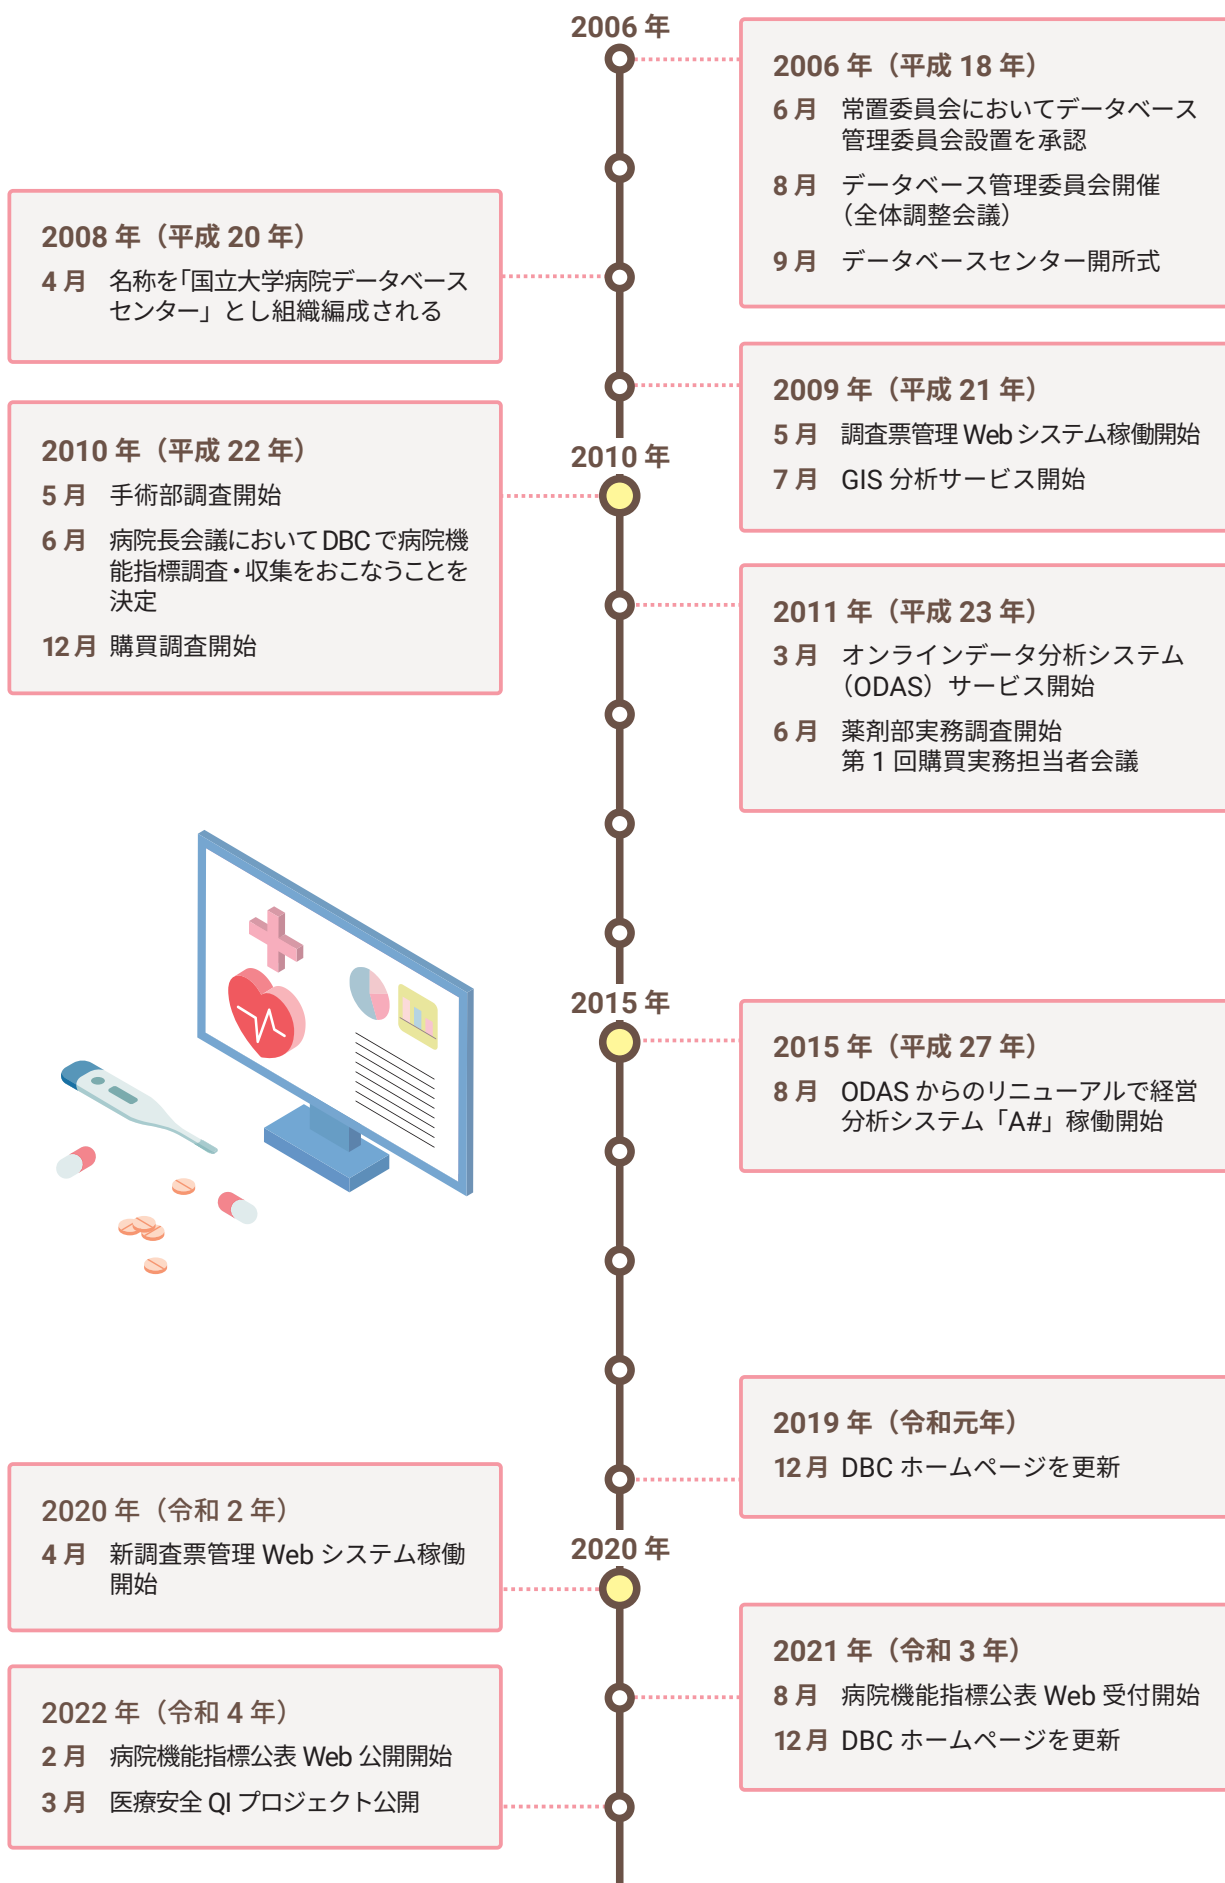 2006 年
2006 年（平成 18 年）
6 月 常置委員会においてデータベース
管理委員会設置を承認
8 月 データベース管理委員会開催
（全体調整会議）
9 月 データベースセンター開所式
2008 年（平成 20 年）
4 月 名称を「国立大学病院データベース
センター」とし組織編成される
2009 年（平成 21 年）
5 月 調査票管理 Web システム稼働開始
7 月 GIS 分析サービス開始
2010 年
2010 年（平成 22 年）
5 月 手術部調査開始
6 月 病院長会議において DBC で病院機
能指標調査・収集をおこなうことを
決定
12 月 購買調査開始
2011 年（平成 23 年）
3 月 オンラインデータ分析システム
（ODAS）サービス開始
6 月 薬剤部実務調査開始
第 1 回購買実務担当者会議
2015 年
2015 年（平成 27 年）
8 月 ODAS からのリニューアルで経営
分析システム「A#」稼働開始
2019 年（令和元年）
12 月 DBC ホームページを更新
2020 年
2020 年（令和 2 年）
4 月 新調査票管理 Web システム稼働
開始
2021 年（令和 3 年）
8 月 病院機能指標公表 Web 受付開始
12 月 DBC ホームページを更新
2022 年（令和 4 年）
2 月 病院機能指標公表 Web 公開開始
3 月 医療安全 QI プロジェクト公開